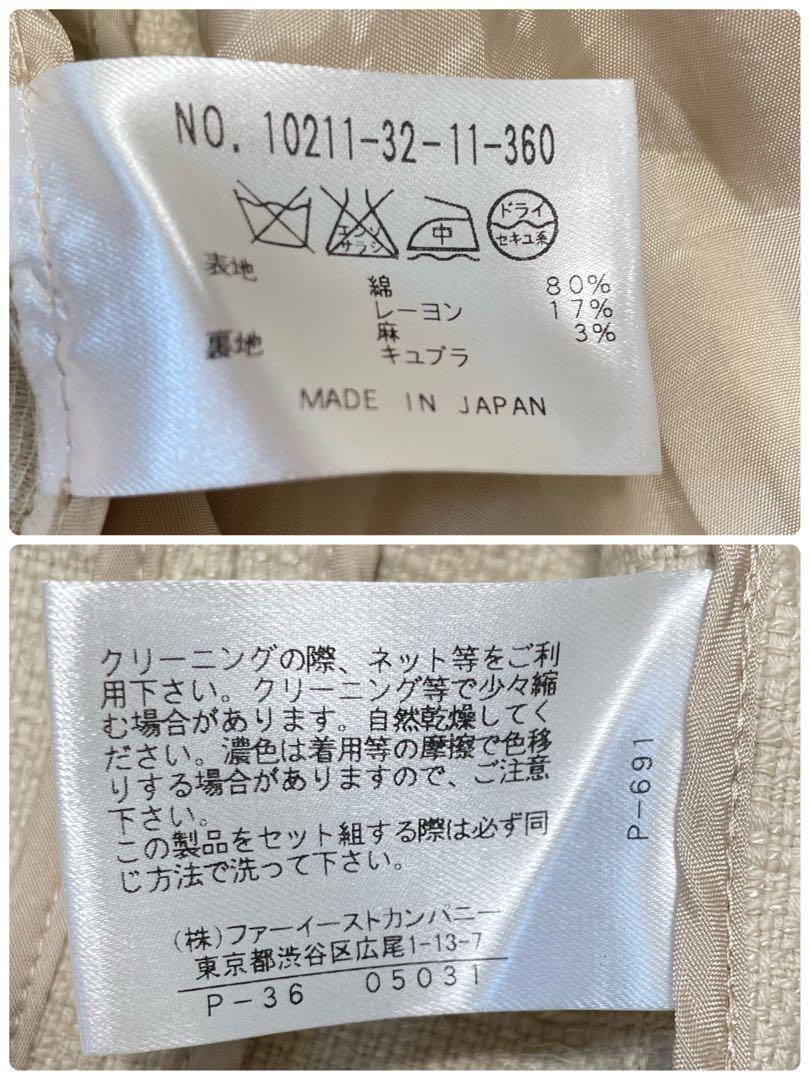 NO. 10211-32-11-360
エンソ
サラシ
中
ドライ
セキユ系
表地 綿 80%
レーヨン 17%
麻 3%
裏地 キュプラ
MADE IN JAPAN
クリーニングの際、ネット等をご利
用下さい。クリーニング等で少々縮
む場合があります。自然乾燥してく
ださい。濃色は着用等の摩擦で色移
りする場合がありますので、ご注意
下さい。
この製品をセット組する際は必ず同
じ方法で洗って下さい。
P-691
(株)ファーイーストカンパニー
東京都渋谷区広尾1-13-7
P-36 05031